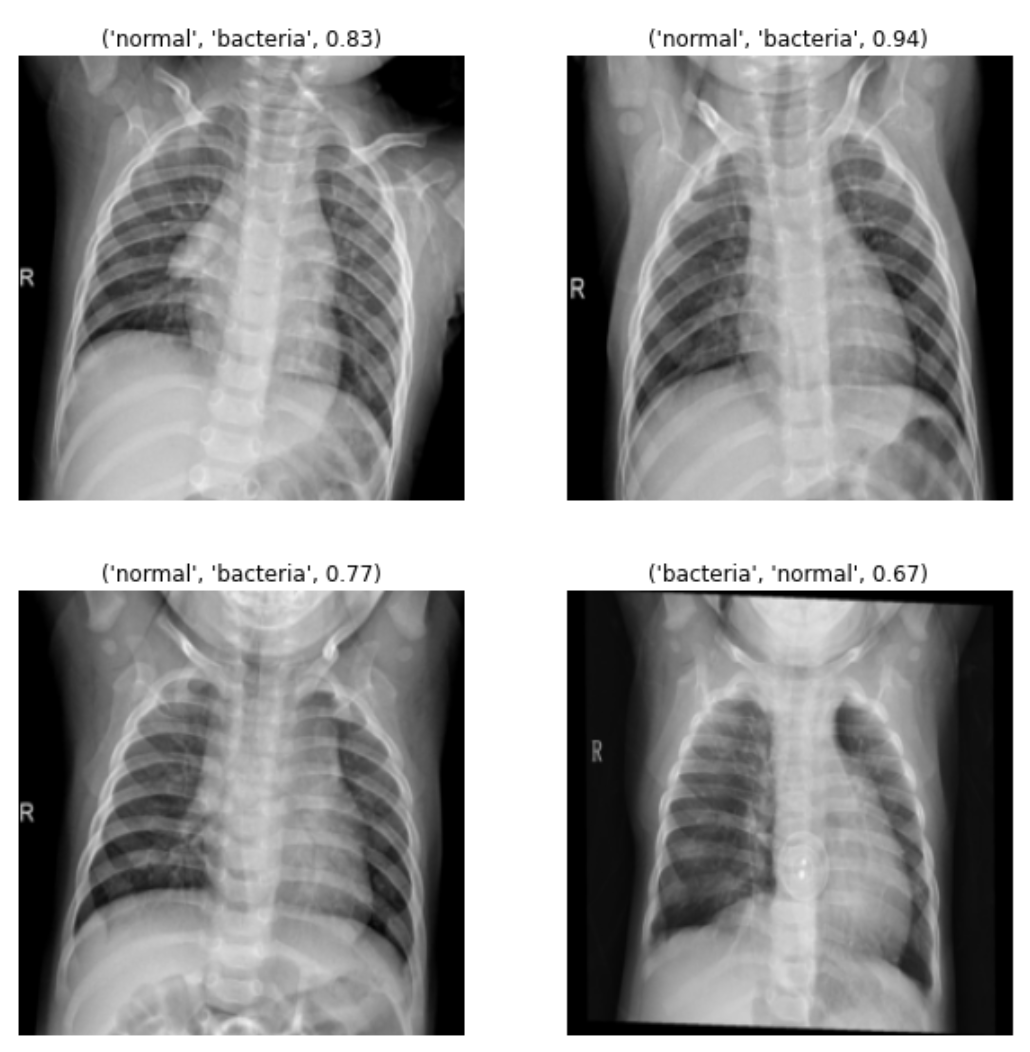 ('normal', 'bacteria', 0.83)
('normal', 'bacteria', 0.94)
R
R
('normal', 'bacteria', 0.77)
('bacteria', 'normal', 0.67)
R
R